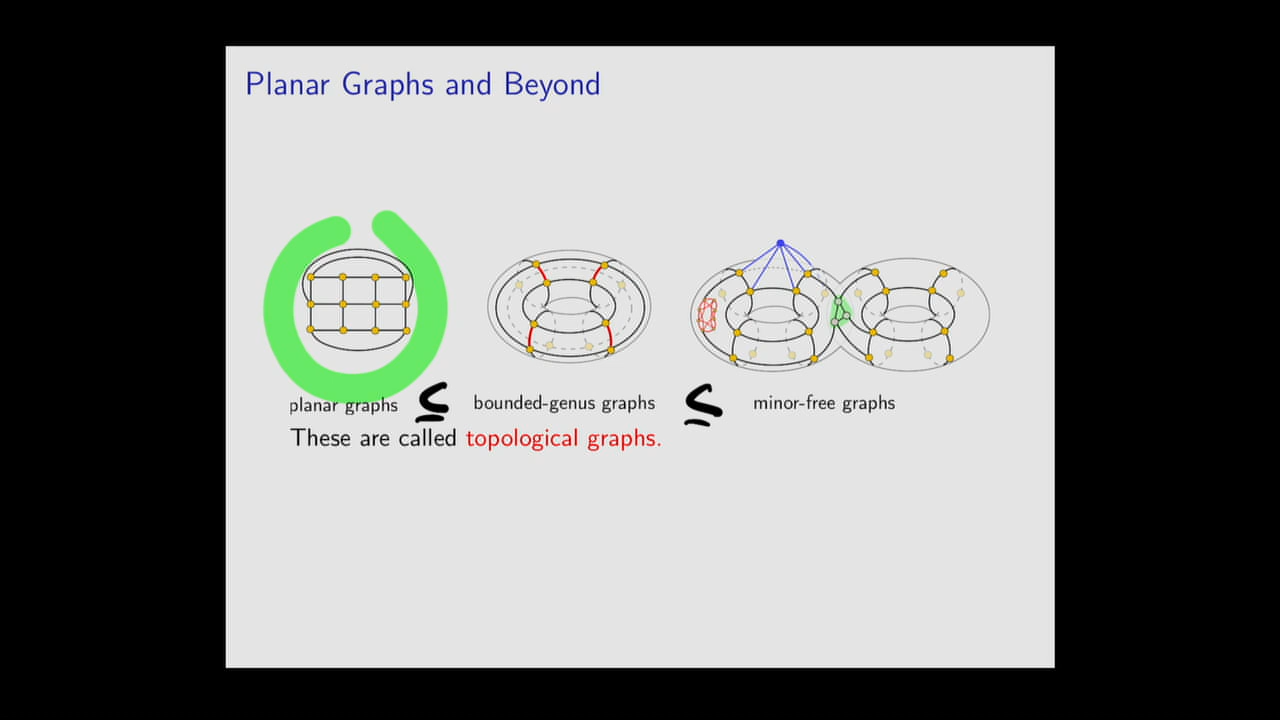 Planar Graphs and Beyond
planar graphs ⊆ bounded-genus graphs ⊆ minor-free graphs
These are called topological graphs.